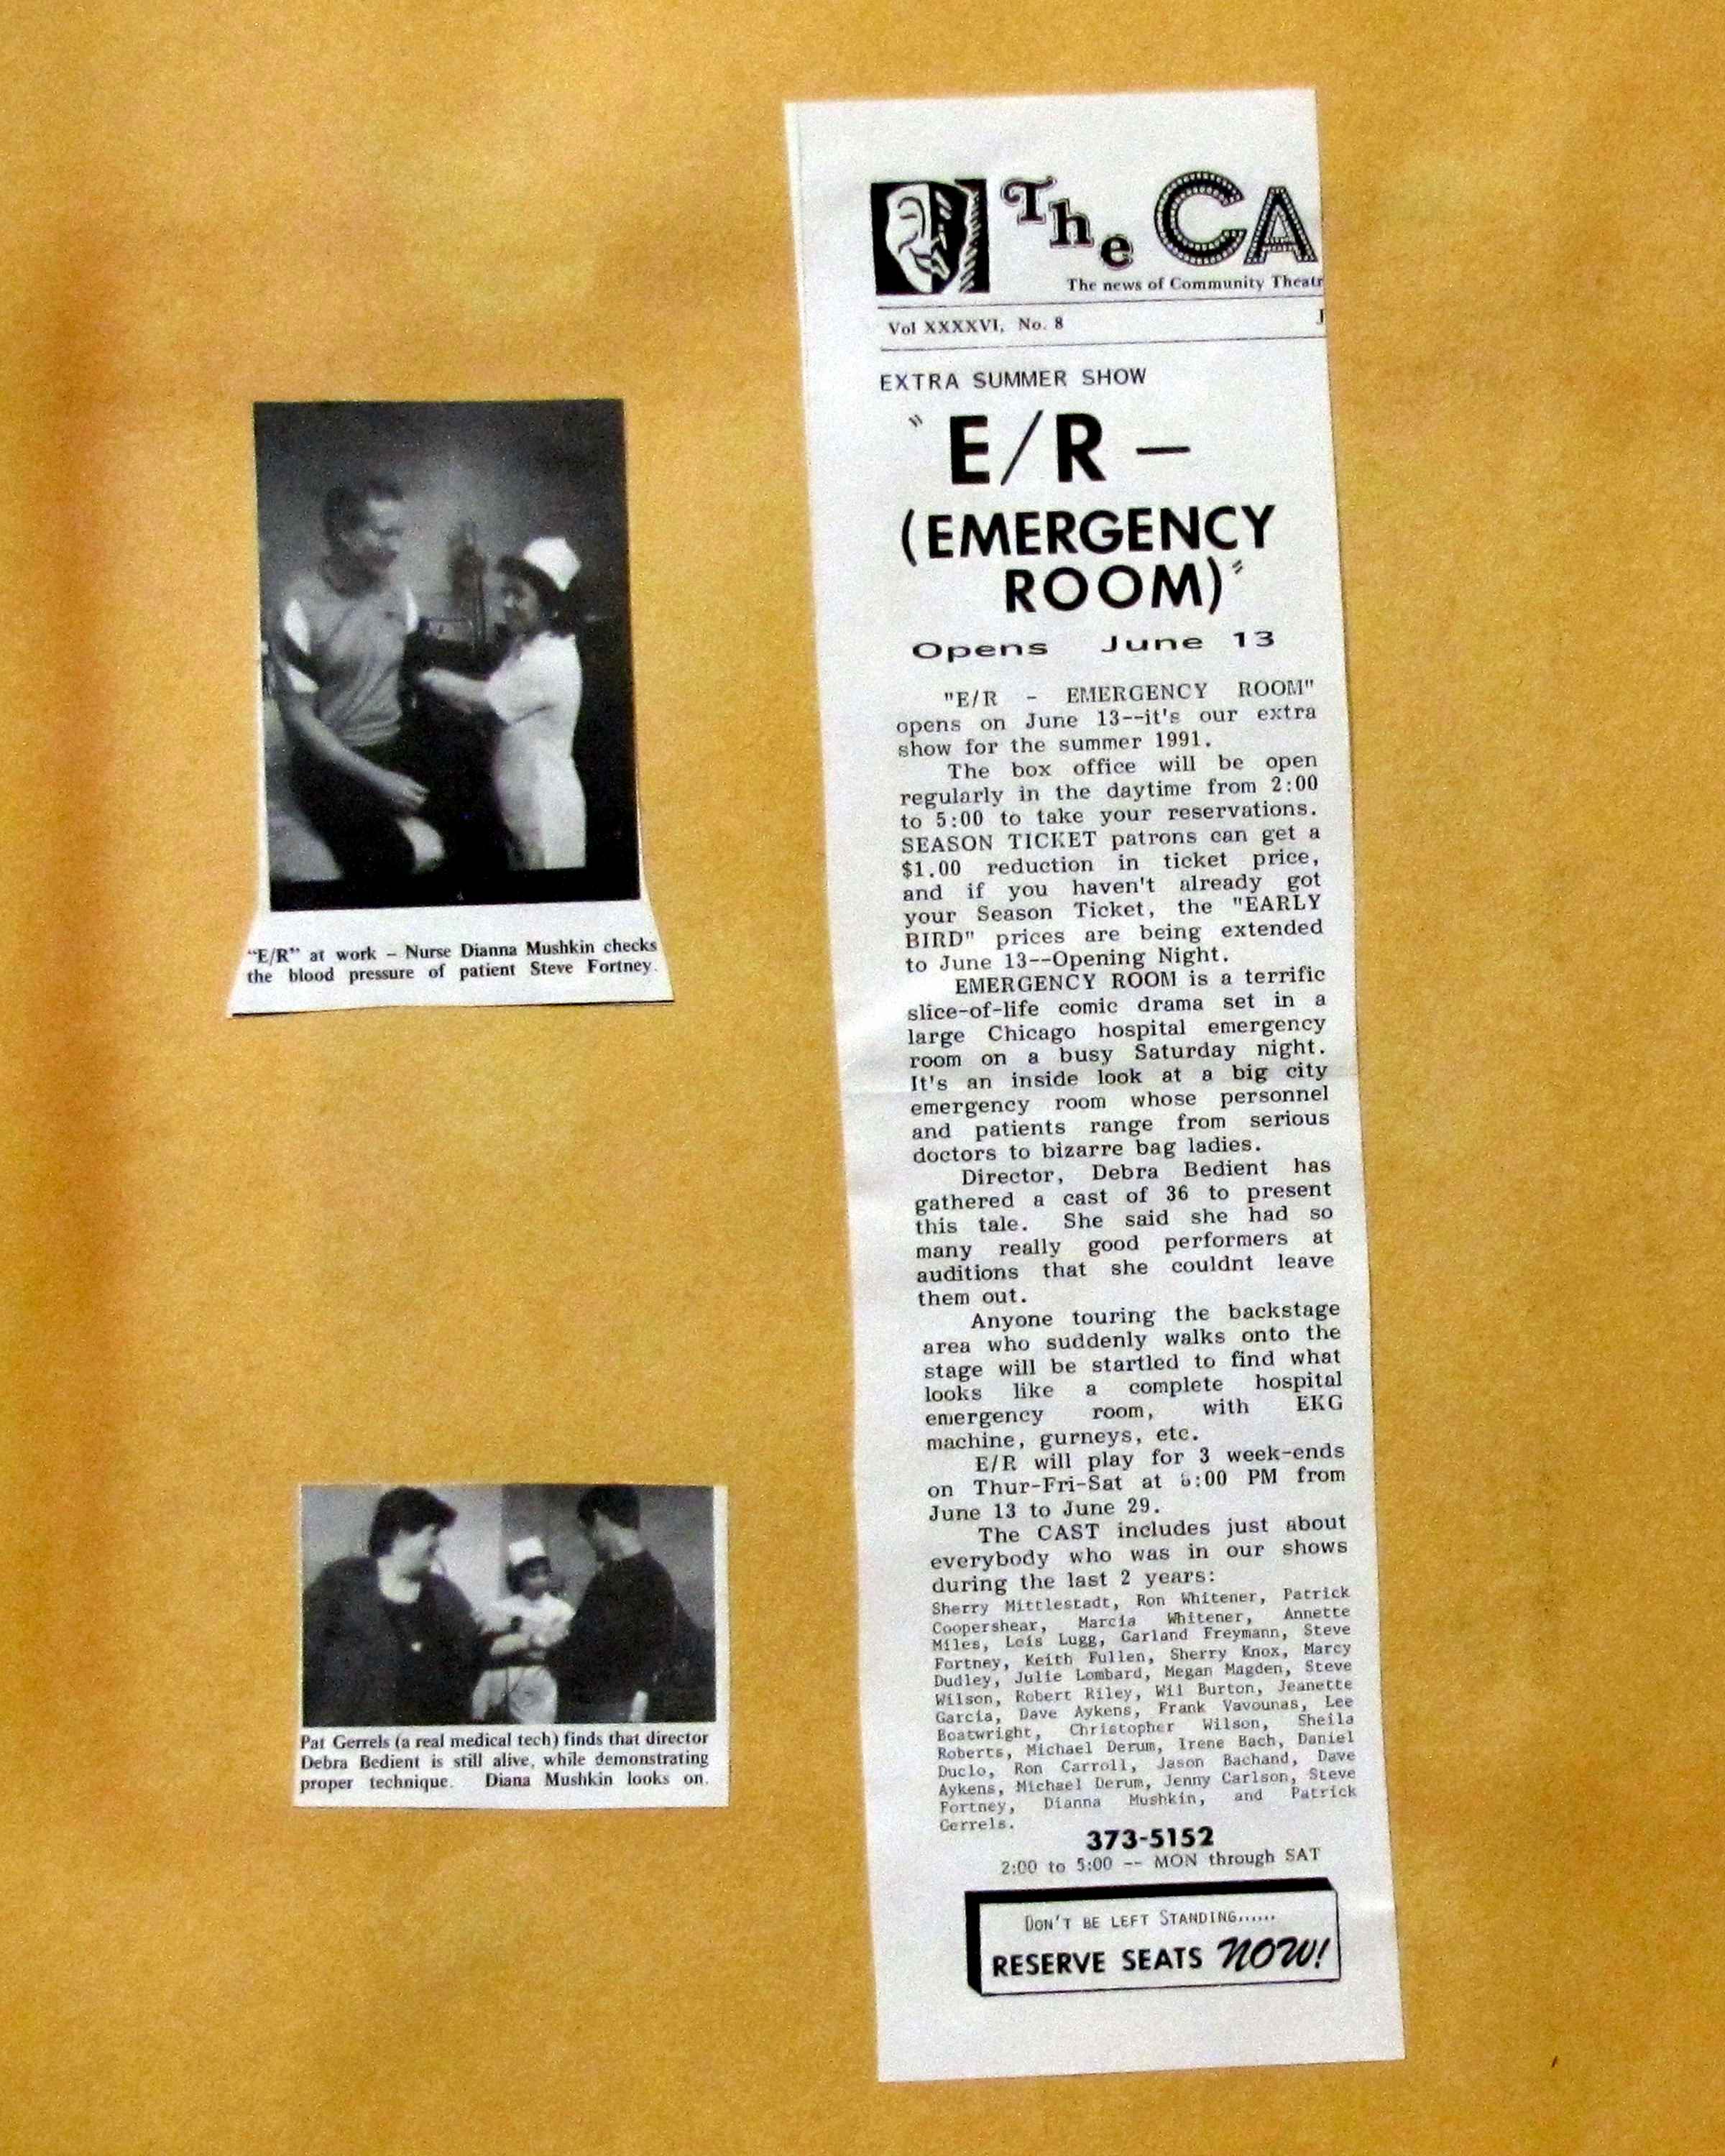 The CA
The news of Community Theatr
Vol XXXXVI, No. 8 J
EXTRA SUMMER SHOW
"E/R –
(EMERGENCY
ROOM)"
Opens June 13
"E/R - EMERGENCY ROOM"
opens on June 13--it's our extra
show for the summer 1991.
The box office will be open
regularly in the daytime from 2:00
to 5:00 to take your reservations.
SEASON TICKET patrons can get a
$1.00 reduction in ticket price,
and if you haven't already got
your Season Ticket, the "EARLY
BIRD" prices are being extended
to June 13--Opening Night.
EMERGENCY ROOM is a terrific
slice-of-life comic drama set in a
large Chicago hospital emergency
room on a busy Saturday night.
It's an inside look at a big city
emergency room whose personnel
and patients range from serious
doctors to bizarre bag ladies.
Director, Debra Bedient has
gathered a cast of 36 to present
this tale. She said she had so
many really good performers at
auditions that she couldnt leave
them out.
Anyone touring the backstage
area who suddenly walks onto the
stage will be startled to find what
looks like a complete hospital
emergency room, with EKG
machine, gurneys, etc.
E/R will play for 3 week-ends
on Thur-Fri-Sat at PM from
June 13 to June 29.
The CAST includes just about
everybody who was in our shows
during the last 2 years:
Sherry Mittlestadt, Ron Whitener, Patrick
Coopershear, Marcia Whitener, Annette
Miles, Lois Lugg, Garland Freymann, Steve
Fortney, Keith Fullen, Sherry Knox, Marcy
Dudley, Julie Lombard, Megan Magden, Steve
Wilson, Robert Riley, Wil Burton, Jeanette
Garcia, Dave Aykens, Frank Vavounas, Lee
Boatwright, Christopher Wilson, Sheila
Roberts, Michael Derum, Irene Bach, Daniel
Duclo, Ron Carroll, Jason Bachand, Dave
Aykens, Michael Derum, Jenny Carlson, Steve
Fortney, Dianna Mushkin, and Patrick
Gerrels.
373-5152
2:00 to 5:00 -- MON through SAT
DON'T BE LEFT STANDING......
RESERVE SEATS NOW!
"E/R" at work – Nurse Dianna Mushkin checks
the blood pressure of patient Steve Fortney.
Pat Gerrels (a real medical tech) finds that director
Debra Bedient is still alive, while demonstrating
proper technique. Diana Mushkin looks on.